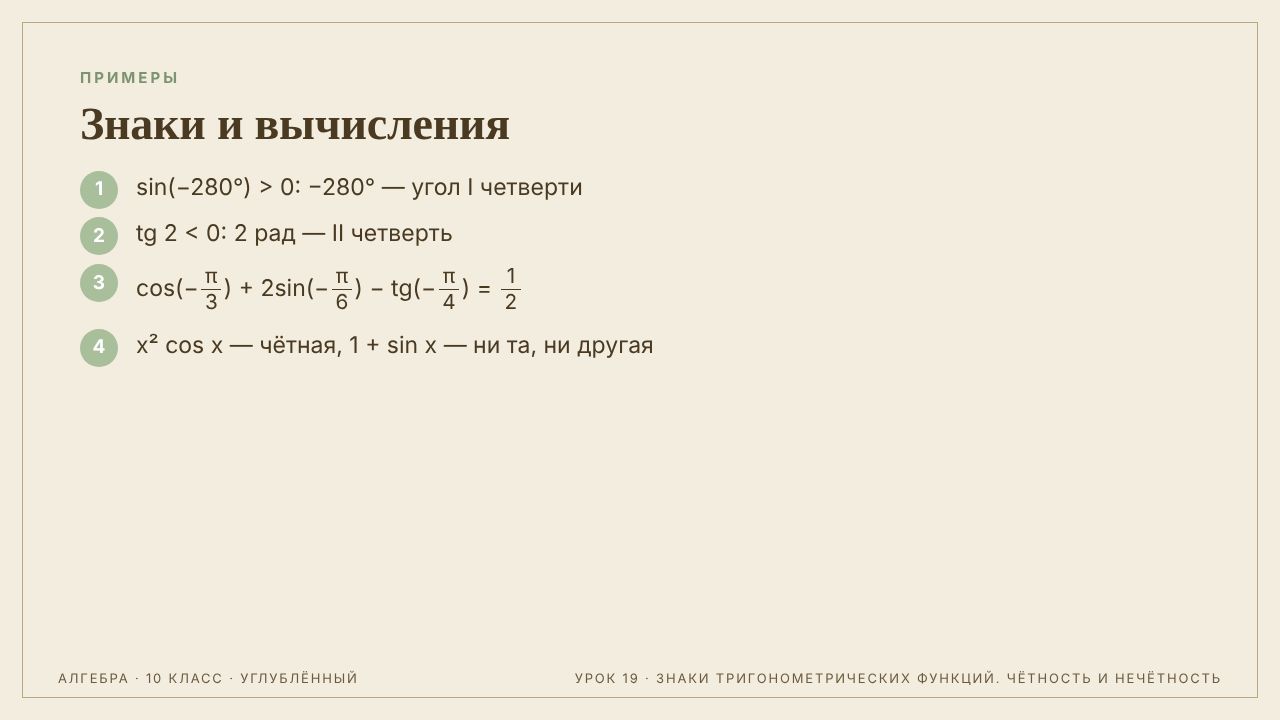 ПРИМЕРЫ
Знаки и вычисления
1 sin(−280°) > 0: −280° — угол I четверти
2 tg 2 < 0: 2 рад — II четверть
3 cos(−π/3) + 2sin(−π/6) − tg(−π/4) = 1/2
4 x² cos x — чётная, 1 + sin x — ни та, ни другая
АЛГЕБРА · 10 КЛАСС · УГЛУБЛЁННЫЙ
УРОК 19 · ЗНАКИ ТРИГОНОМЕТРИЧЕСКИХ ФУНКЦИЙ. ЧЁТНОСТЬ И НЕЧЁТНОСТЬ